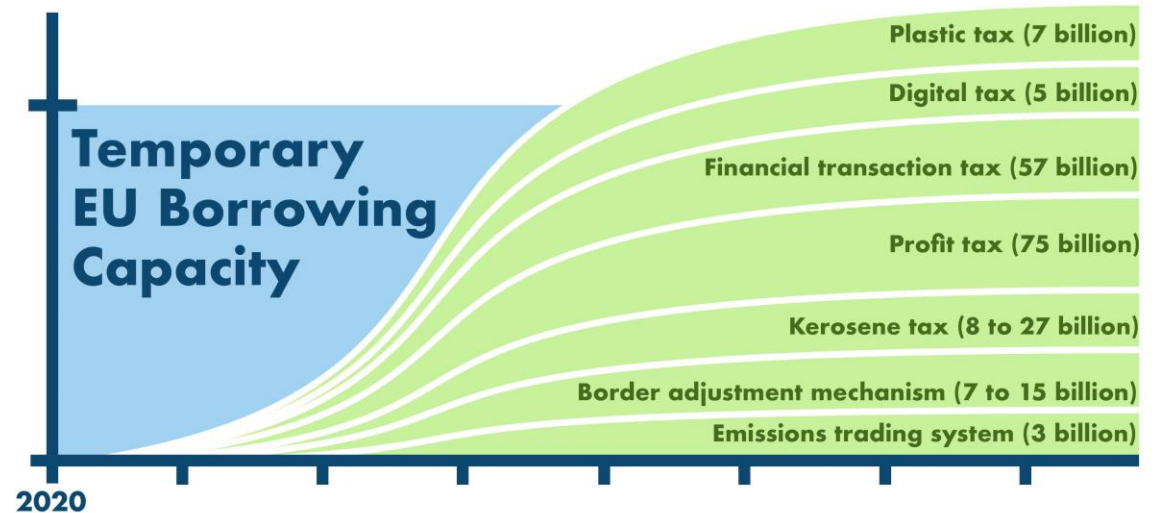 Plastic tax (7 billion)
Digital tax (5 billion)
Temporary
EU Borrowing
Capacity
Financial transaction tax (57 billion)
Profit tax (75 billion)
Kerosene tax (8 to 27 billion)
Border adjustment mechanism (7 to 15 billion)
Emissions trading system (3 billion)
2020